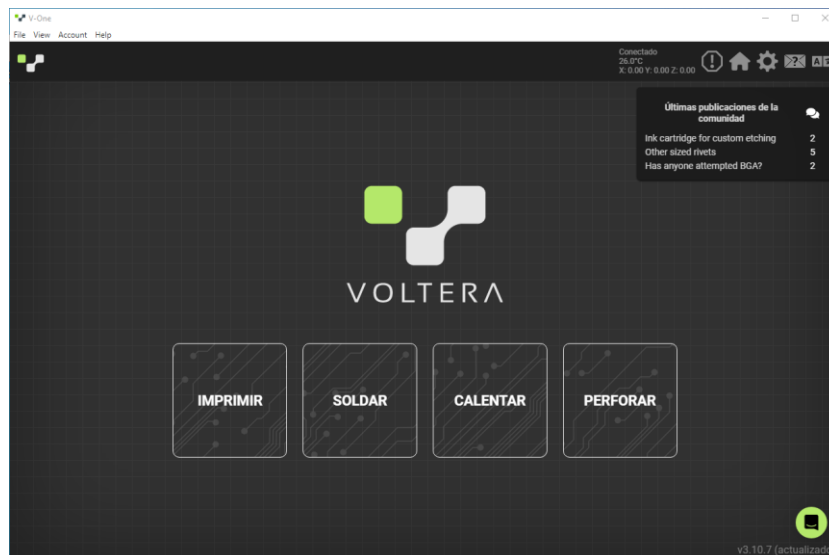 V-One
File View Account Help
Conectado
26.0°C
X: 0.00 Y: 0.00 Z: 0.00
Últimas publicaciones de la
comunidad
Ink cartridge for custom etching 2
Other sized rivets 5
Has anyone attempted BGA? 2
VOLTERA
IMPRIMIR SOLDAR CALENTAR PERFORAR
v3.10.7 (actualizado